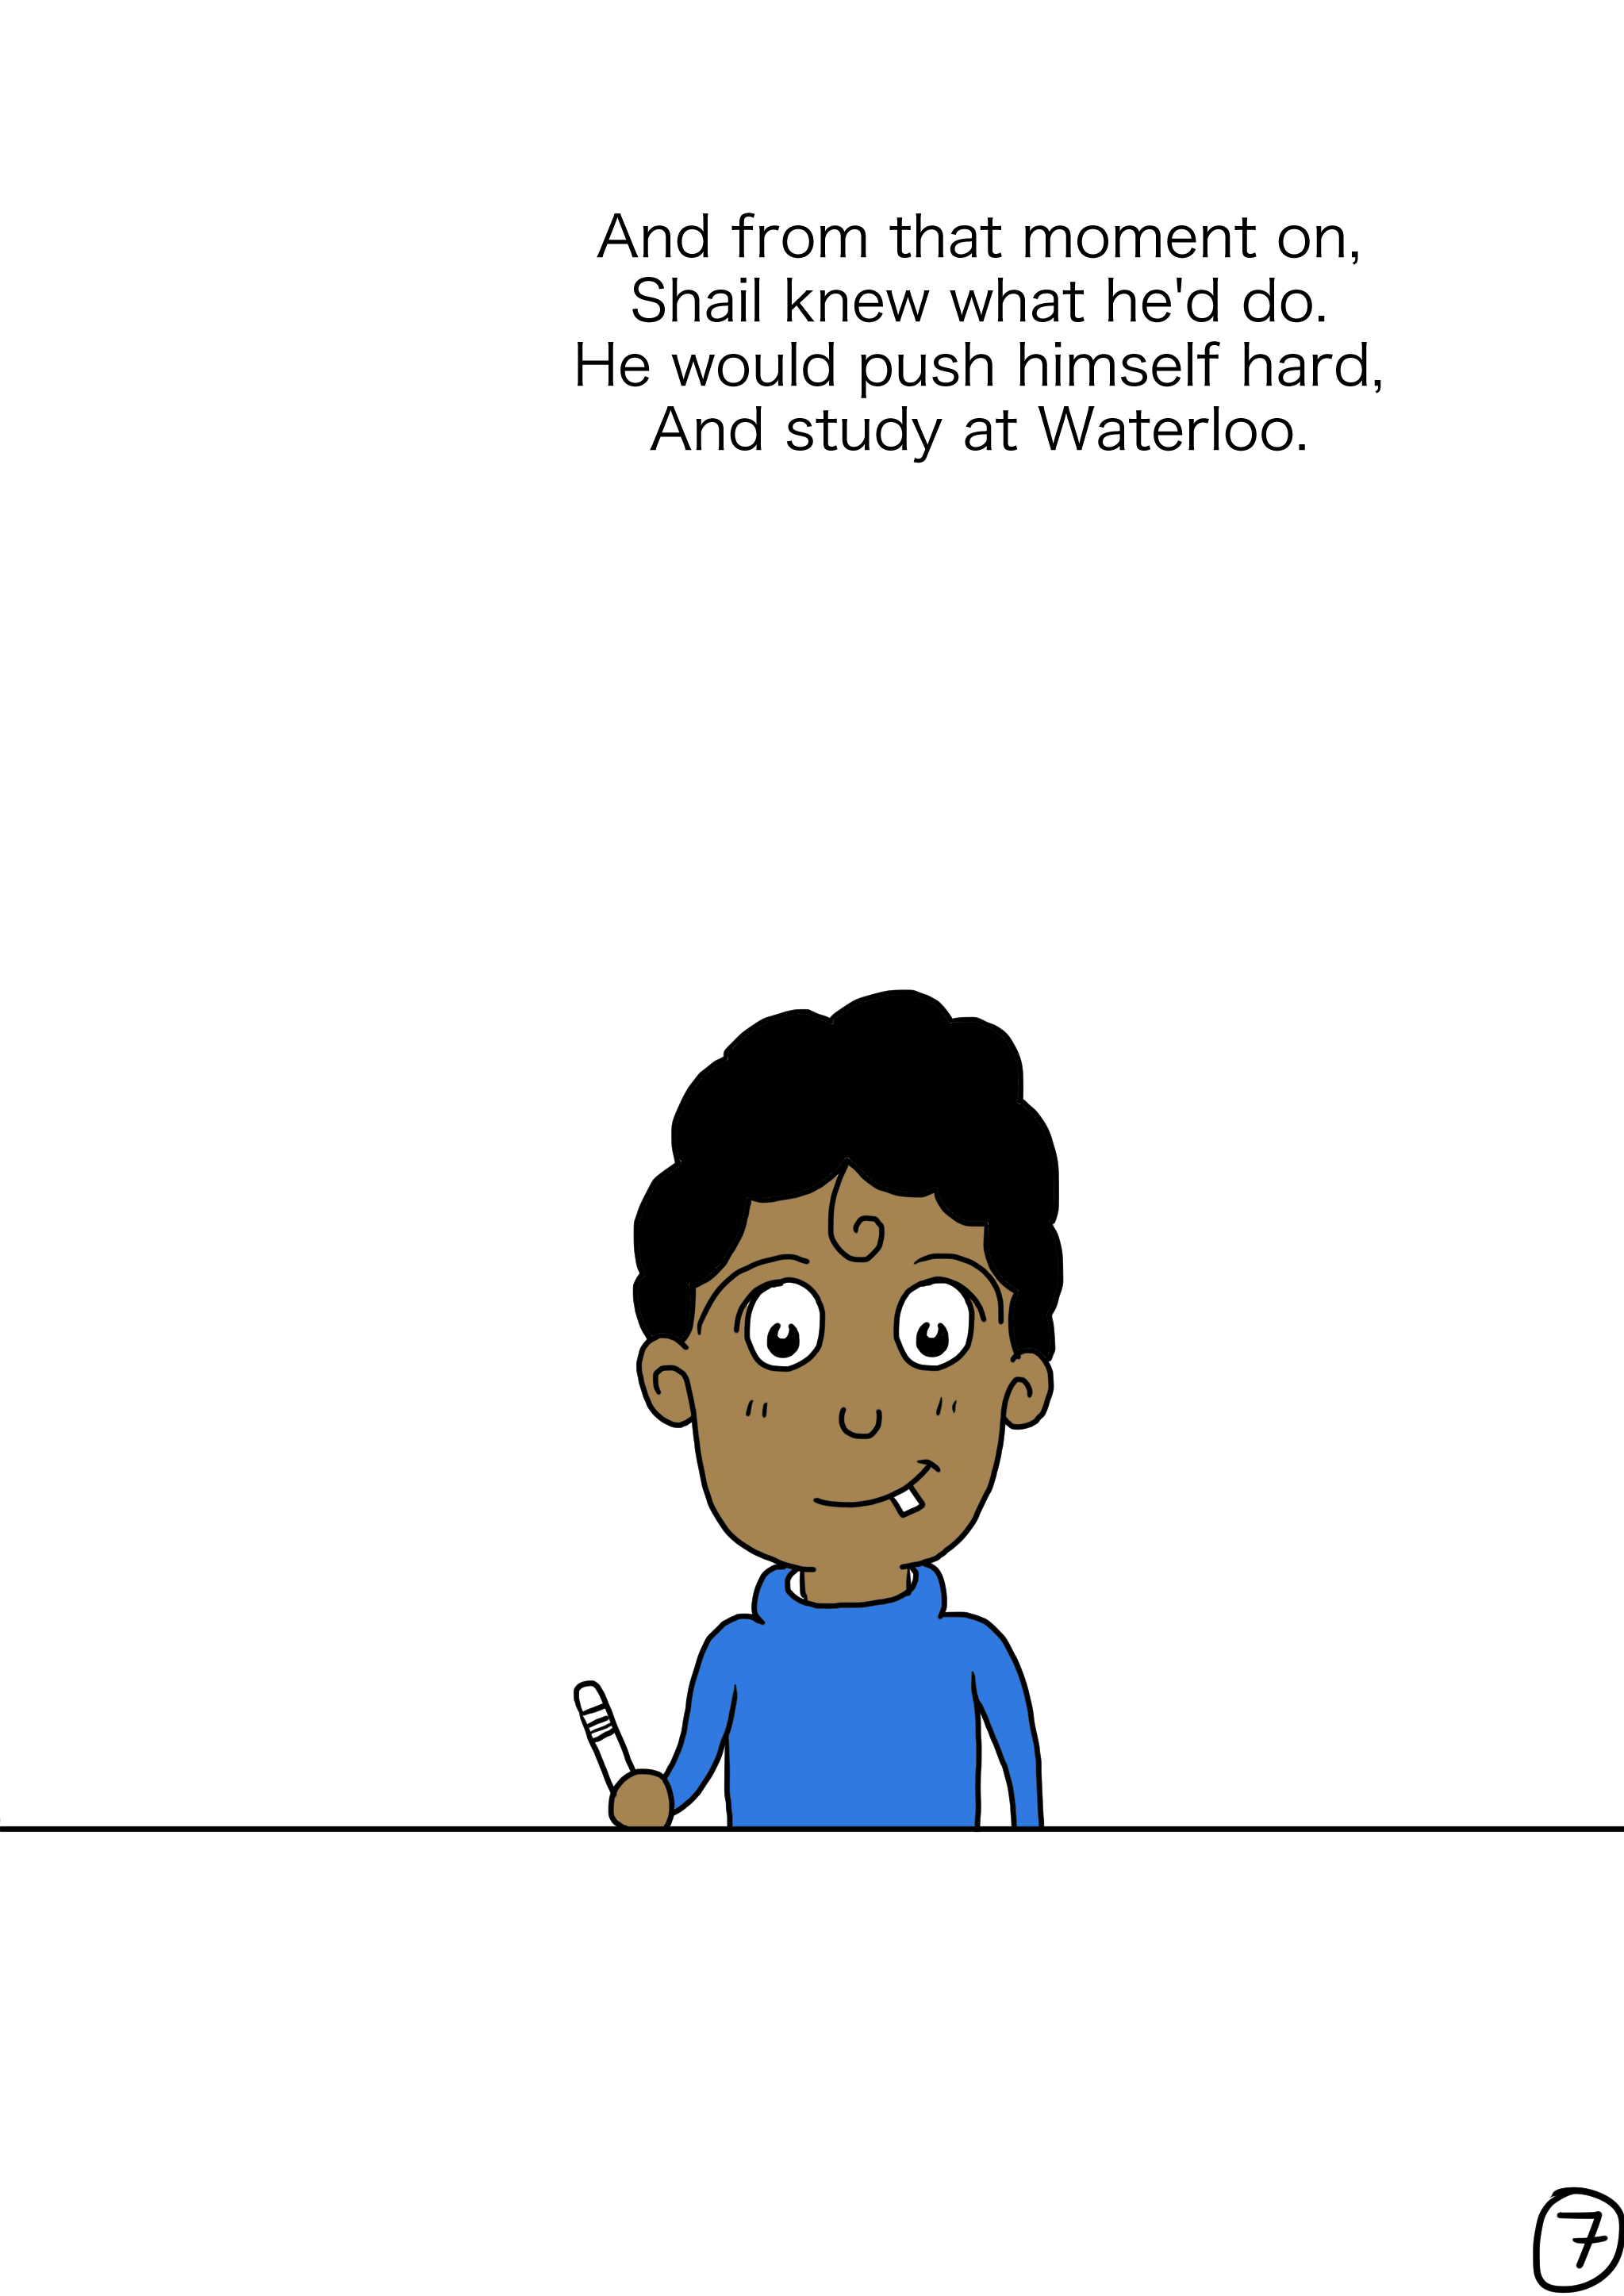 And from that moment on,
Shail knew what he'd do.
He would push himself hard,
And study at Waterloo.
7